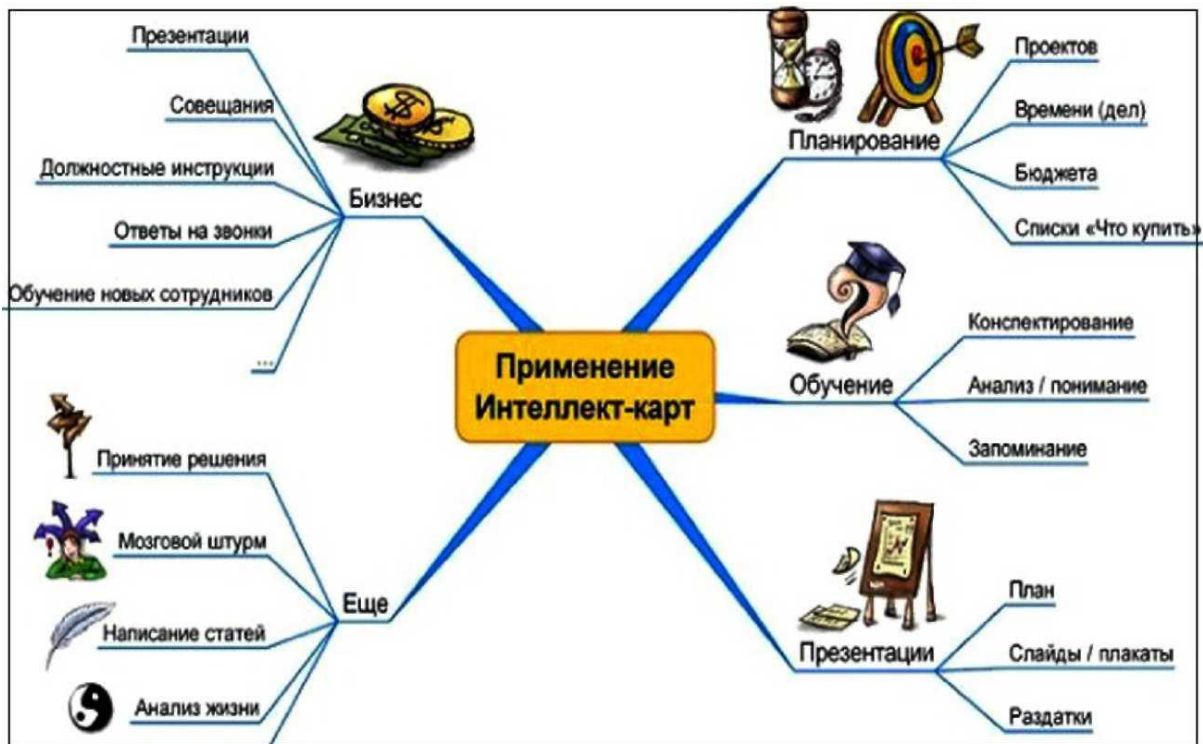 Применение
Интеллект-карт
Планирование
Проектов
Времени (дел)
Бюджета
Списки «Что купить»
Обучение
Конспектирование
Анализ / понимание
Запоминание
Презентации
План
Слайды / плакаты
Раздатки
Бизнес
Презентации
Совещания
Должностные инструкции
Ответы на звонки
Обучение новых сотрудников
...
Еще
Принятие решения
Мозговой штурм
Написание статей
Анализ жизни